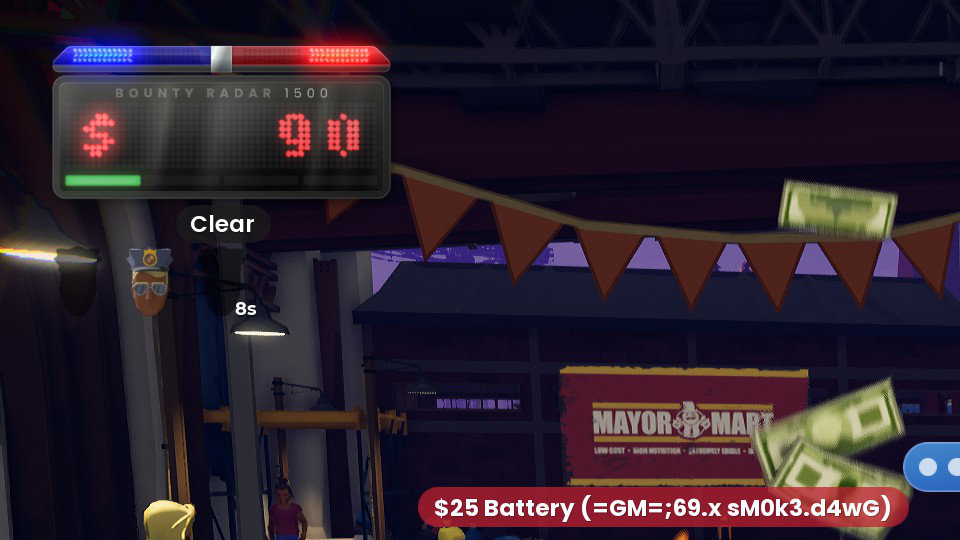 BOUNTY RADAR 1500
$ 90
Clear
8s
MAYOR MART
LOW COST · HIGH NUTRITION · EXTREMELY EDIBLE ·
$25 Battery (=GM=;69.x sM0k3.d4wG)